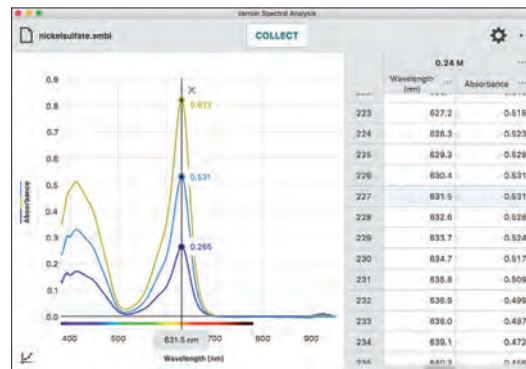 Vernier Spectral Analysis
nickelsulfate.smbl
COLLECT
0.9
0.8
0.7
0.6
0.5
0.4
0.3
0.2
0.1
0.0
Absorbance
0.531
0.265
400
500
631.5 nm
700
800
900
Wavelength (nm)
0.24 M
Wavelength (nm) Absorbance
223 627.2 0.518
224 628.3 0.523
225 629.3 0.529
226 630.4 0.531
227 631.5 0.531
228 632.6 0.528
229 633.7 0.524
230 634.7 0.517
231 635.8 0.509
232 636.9 0.499
233 638.0 0.487
234 639.1 0.472